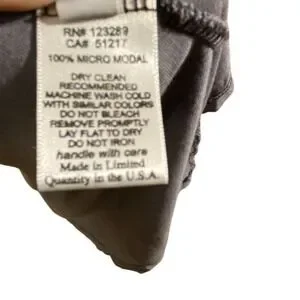 RN# 123289
CA# 51217
100% MICRO MODAL
DRY CLEAN
RECOMMENDED
MACHINE WASH COLD
WITH SIMILAR COLORS
DO NOT BLEACH
REMOVE PROMPTLY
LAY FLAT TO DRY
DO NOT IRON
handle with care
Made in Limited
Quantity in the U.S.A.